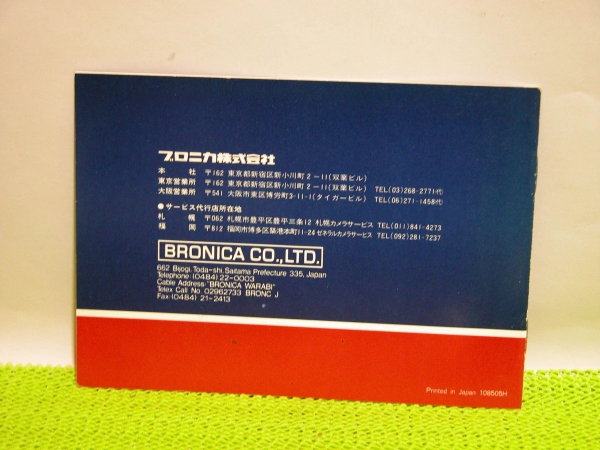 ブロニカ株式会社
本社 〒162 東京都新宿区新小川町2-11(双葉ビル)
東京営業所 〒162 東京都新宿区新小川町2-11(双葉ビル) TEL(03)268-2771代
大阪営業所 〒541 大阪市東区博労町3-11-1(タイガービル) TEL(06)271-1458代
●サービス代行店所在地
札幌 〒062 札幌市豊平区豊平三条12 札幌カメラサービス TEL(011)841-4273
福岡 〒812 福岡市博多区築港本町11-24 ゼネラルカメラサービス TEL(092)281-7237
BRONICA CO., LTD.
662 Bijogi, Toda-shi, Saitama Prefecture 335, Japan
Telephone: (0484) 22-0003
Cable Address: "BRONICA WARABI"
Telex Call No. 02962733 BRONC J
Fax: (0484) 21-2413
Printed in Japan 108505H